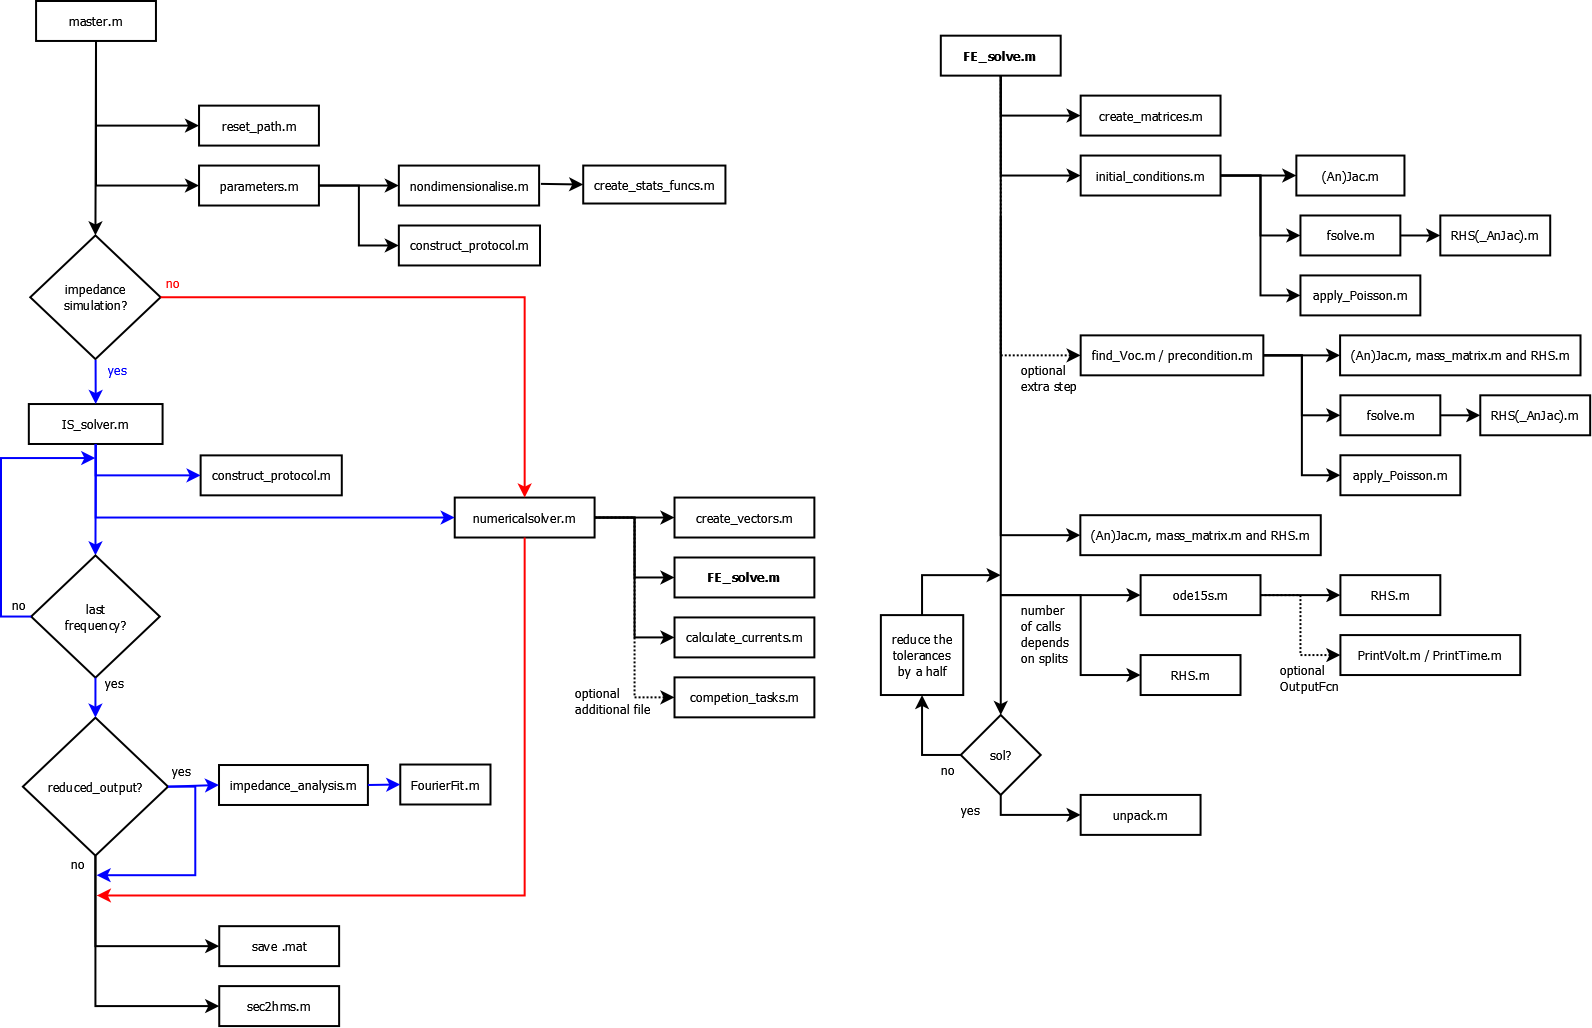 master.m
reset_path.m
parameters.m
nondimensionalise.m
create_stats_funcs.m
construct_protocol.m
impedance
simulation?
no
yes
IS_solver.m
construct_protocol.m
numericalsolver.m
create_vectors.m
FE_solve.m
calculate_currents.m
optional
additional file
competion_tasks.m
last
frequency?
no
yes
reduced_output?
yes
impedance_analysis.m
FourierFit.m
no
save .mat
sec2hms.m
FE_solve.m
create_matrices.m
initial_conditions.m
(An)Jac.m
fsolve.m
RHS(_AnJac).m
apply_Poisson.m
optional
extra step
find_Voc.m / precondition.m
(An)Jac.m, mass_matrix.m and RHS.m
fsolve.m
RHS(_AnJac).m
apply_Poisson.m
(An)Jac.m, mass_matrix.m and RHS.m
number
of calls
depends
on splits
ode15s.m
RHS.m
optional
OutputFcn
PrintVolt.m / PrintTime.m
RHS.m
reduce the
tolerances
by a half
sol?
no
yes
unpack.m